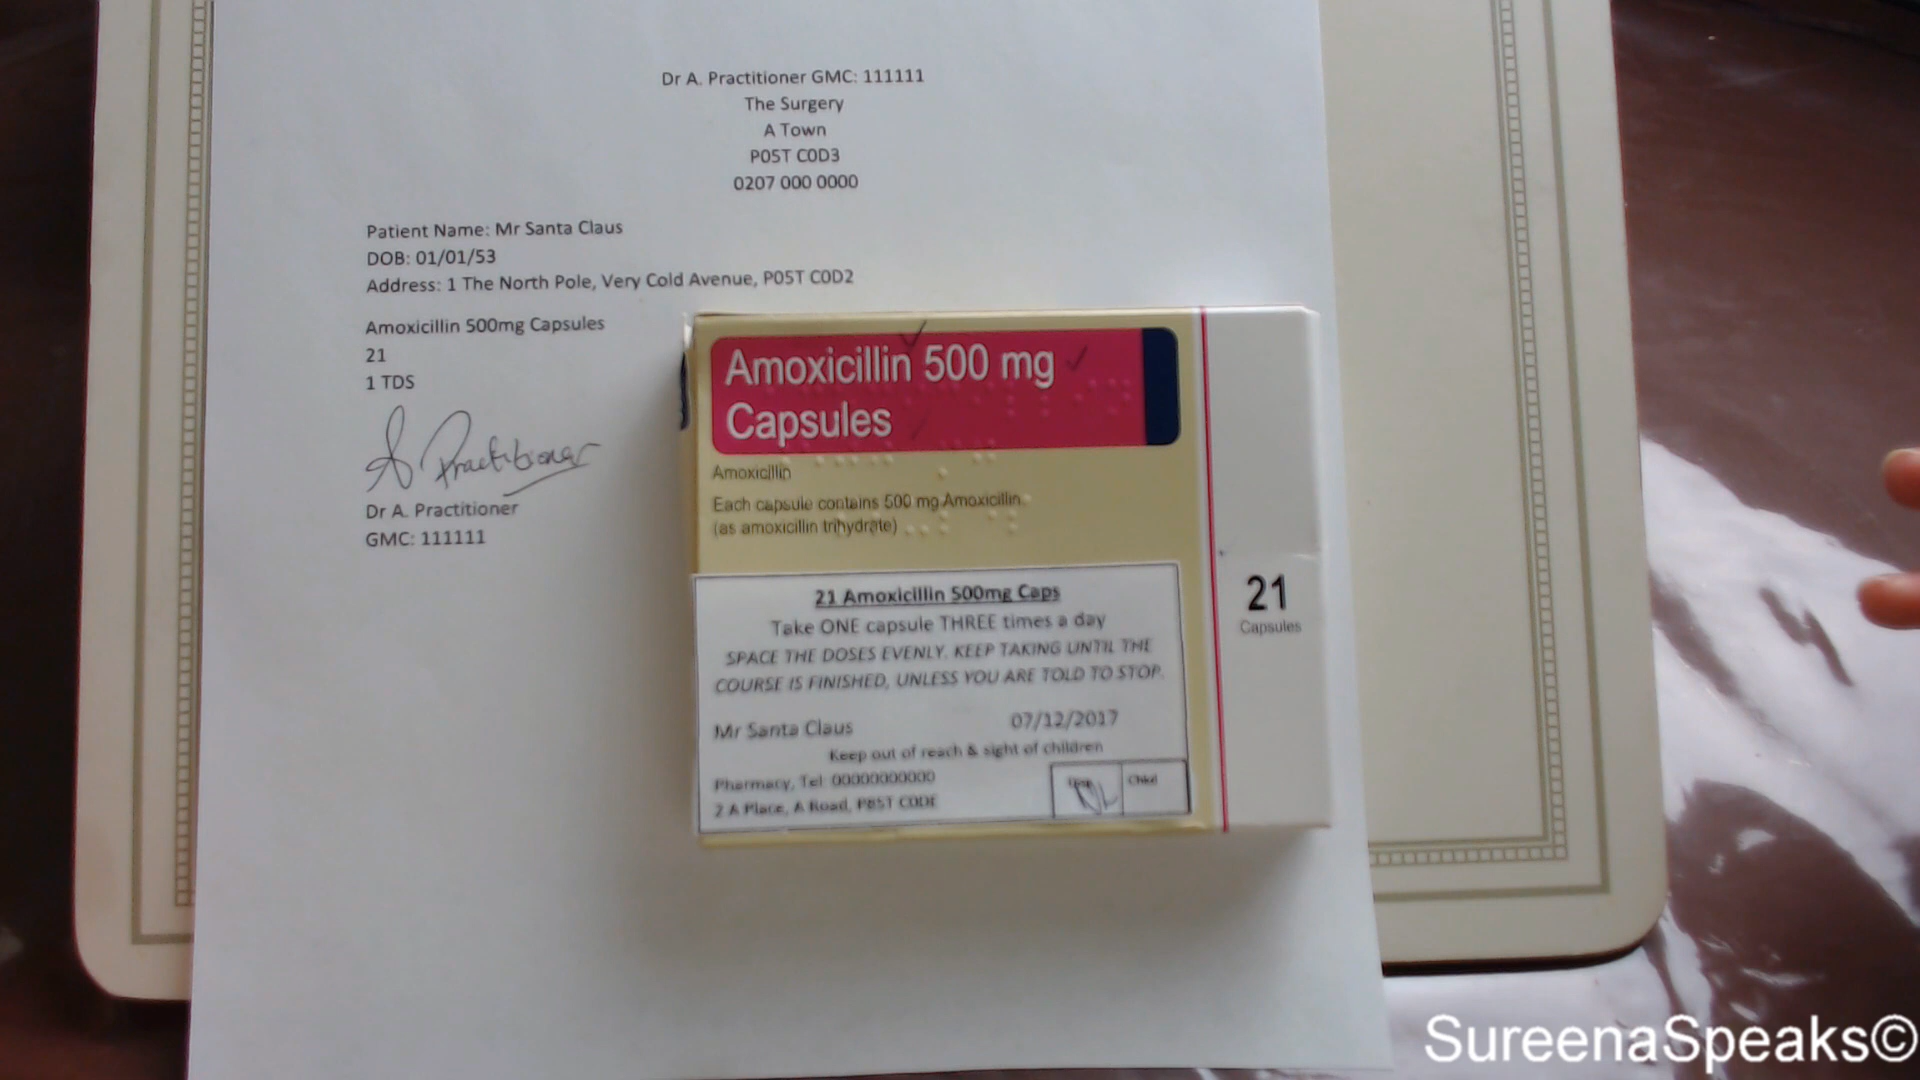 Dr A. Practitioner GMC: 111111
The Surgery
A Town
P05T C0D3
0207 000 0000
Patient Name: Mr Santa Claus
DOB: 01/01/53
Address: 1 The North Pole, Very Cold Avenue, P05T C0D2
Amoxicillin 500mg Capsules
21
1 TDS
A Practitioner
Dr A. Practitioner
GMC: 111111
Amoxicillin 500 mg
Capsules
Amoxicillin
Each capsule contains 500 mg Amoxicillin
(as amoxicillin trihydrate)
21
Capsules
21 Amoxicillin 500mg Caps
Take ONE capsule THREE times a day
SPACE THE DOSES EVENLY. KEEP TAKING UNTIL THE
COURSE IS FINISHED, UNLESS YOU ARE TOLD TO STOP.
Mr Santa Claus 07/12/2017
Keep out of reach & sight of children
Pharmacy, Tel 00000000000
2 A Place, A Road, CODE
SureenaSpeaks©